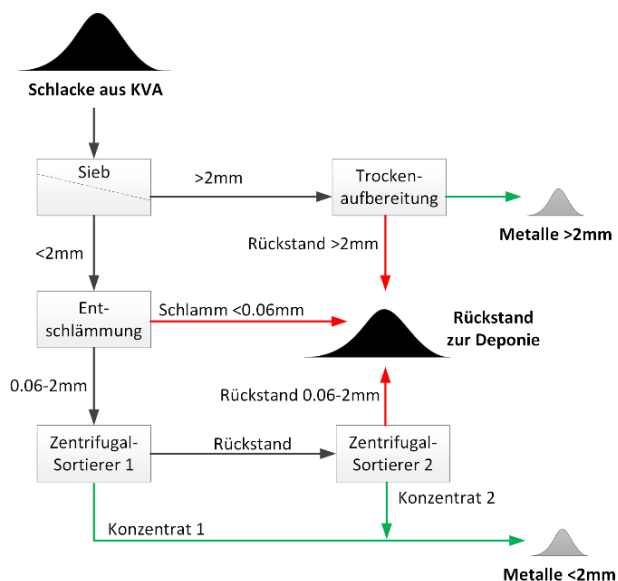 Schlacke aus KVA
Sieb
>2mm
Trocken-
aufbereitung
Metalle >2mm
Rückstand >2mm
<2mm
Ent-
schlämmung
Schlamm <0.06mm
Rückstand
zur Deponie
0.06-2mm
Rückstand 0.06-2mm
Zentrifugal-
Sortierer 1
Rückstand
Zentrifugal-
Sortierer 2
Konzentrat 2
Konzentrat 1
Metalle <2mm